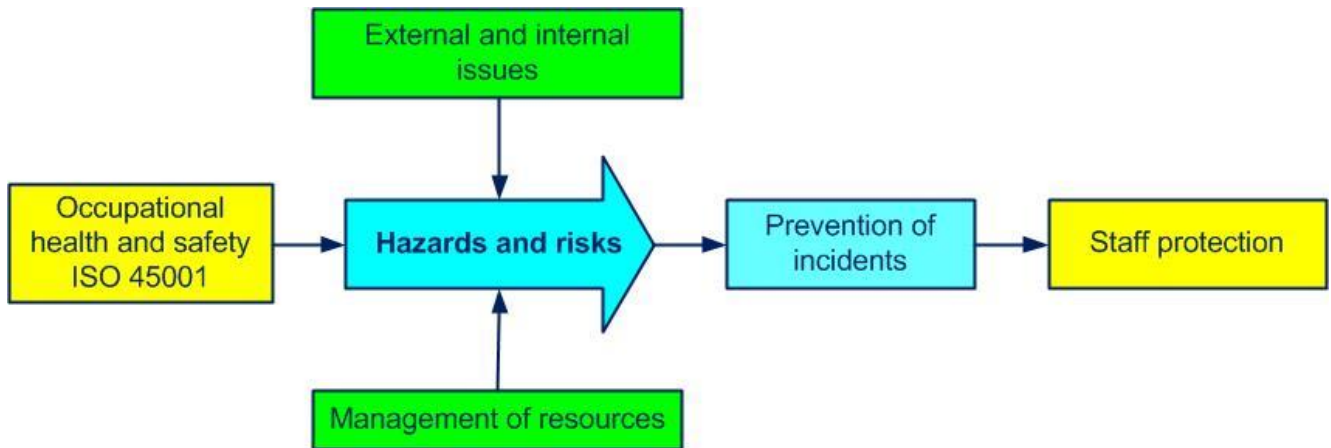 External and internal
issues
Occupational
health and safety
ISO 45001
Hazards and risks
Prevention of
incidents
Staff protection
Management of resources